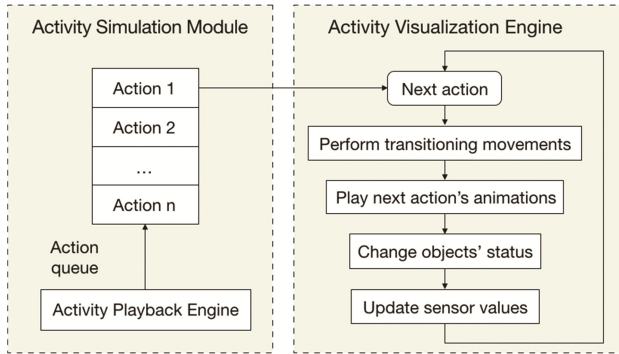 Activity Simulation Module
Action 1
Action 2
...
Action n
Action
queue
Activity Playback Engine
Activity Visualization Engine
Next action
Perform transitioning movements
Play next action's animations
Change objects' status
Update sensor values